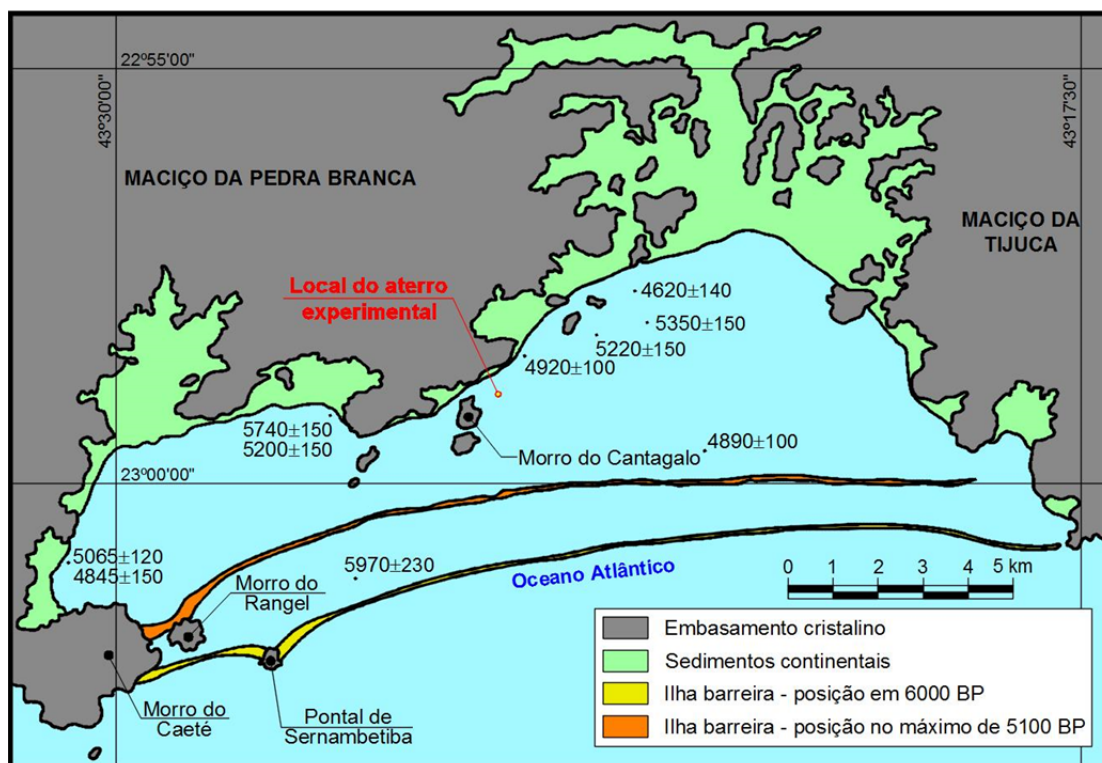 22º55'00"
43º30'00"
43º17'30"
MACIÇO DA PEDRA BRANCA
MACIÇO DA
TIJUCA
Local do aterro
experimental
4620±140
5350±150
5220±150
4920±100
5740±150
5200±150
4890±100
Morro do Cantagalo
23º00'00"
5065±120
4845±150
5970±230
Morro do
Rangel
Oceano Atlântico
0 1 2 3 4 5 km
Morro do
Caeté
Pontal de
Sernambetiba
Embasamento cristalino
Sedimentos continentais
Ilha barreira - posição em 6000 BP
Ilha barreira - posição no máximo de 5100 BP